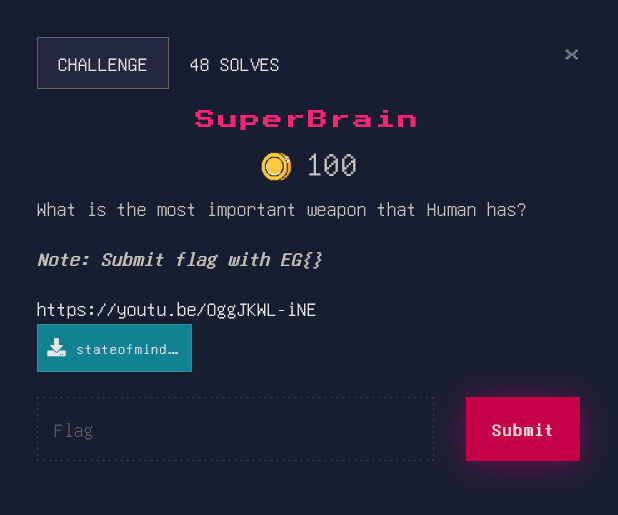 CHALLENGE 48 SOLVES ×
SuperBrain
100
What is the most important weapon that Human has?
Note: Submit flag with EG{}
https://youtu.be/OggJKWL-iNE
stateofmind…
Flag Submit